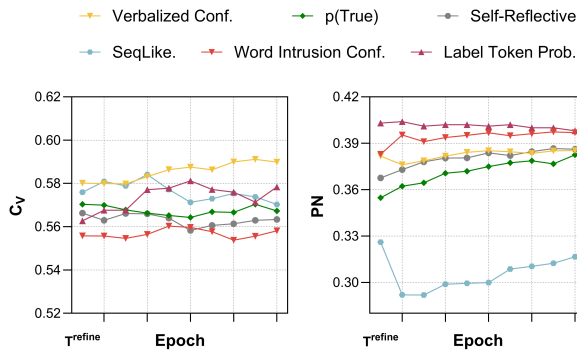 Verbalized Conf. p(True) Self-Reflective
SeqLike. Word Intrusion Conf. Label Token Prob.
0.62
0.60
0.58
0.56
0.54
0.52
Cv
T^refine Epoch
0.42
0.39
0.36
0.33
0.30
PN
T^refine Epoch